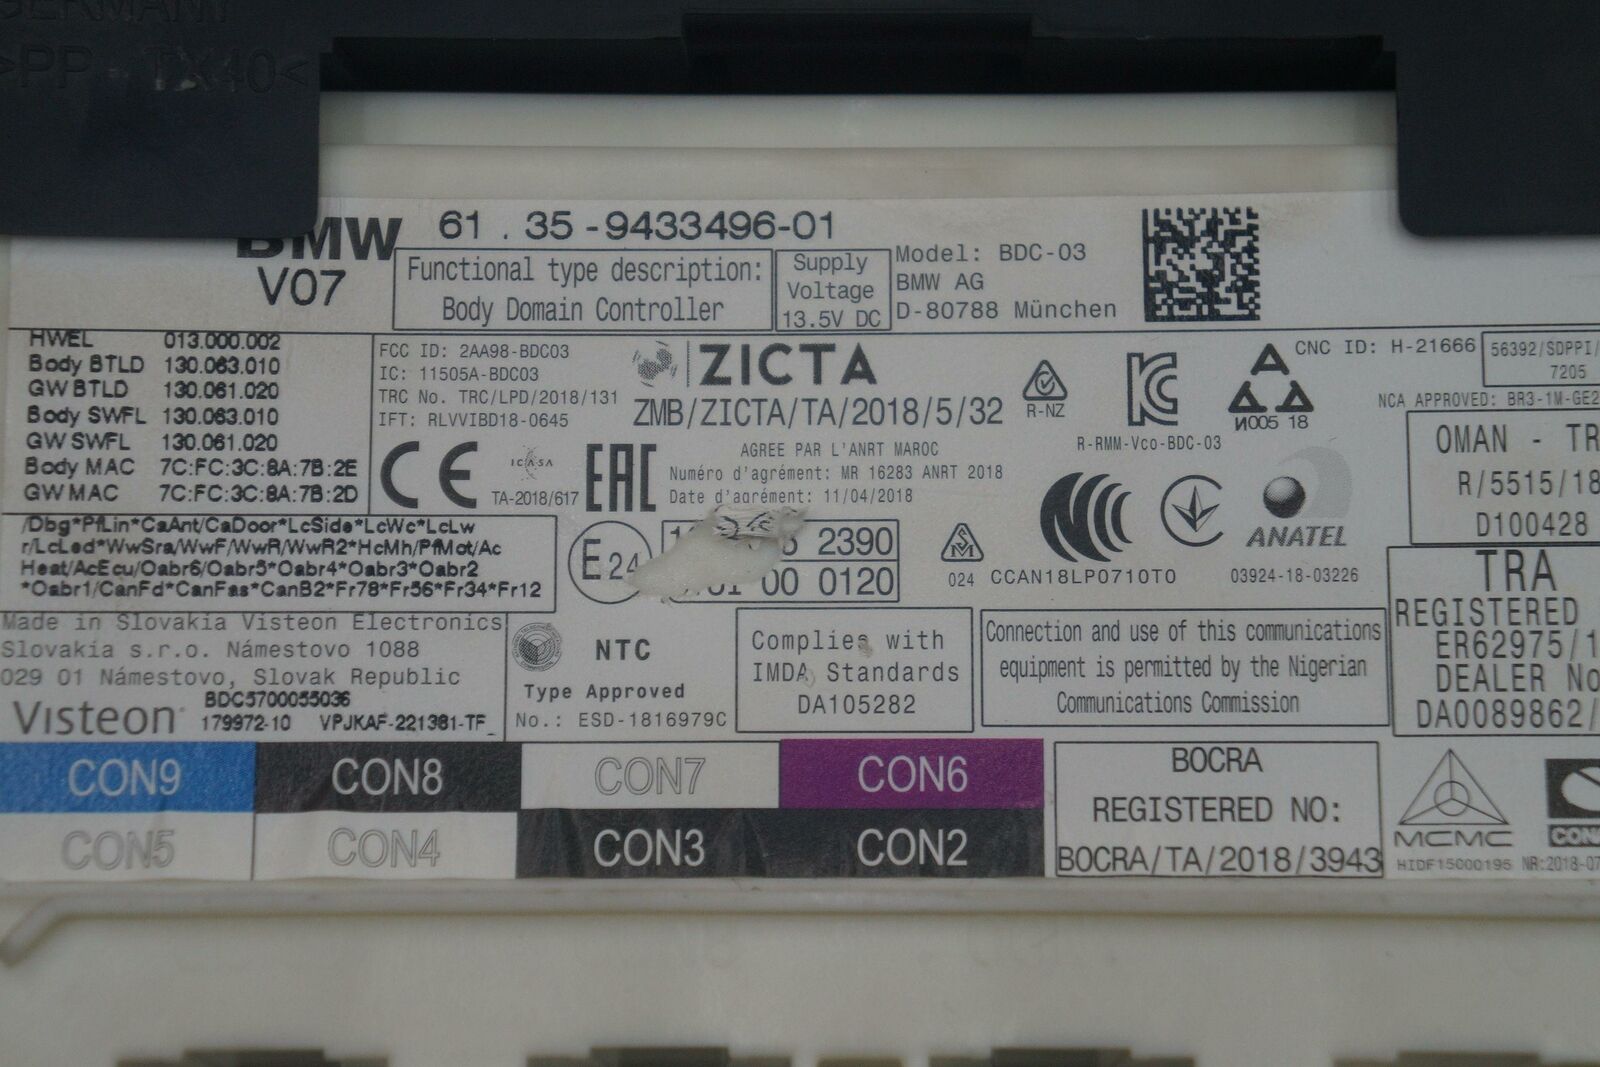 GERMANY
>PP - TX40<
BMW 61 . 35 -9433496-01
V07
Functional type description:
Body Domain Controller
Supply
Voltage
13.5V DC
Model: BDC-03
BMW AG
D-80788 München
HWEL 013.000.002
Body BTLD 130.063.010
GW BTLD 130.061.020
Body SWFL 130.063.010
GW SWFL 130.061.020
Body MAC 7C:FC:3C:8A:7B:2E
GW MAC 7C:FC:3C:8A:7B:2D
FCC ID: 2AA98-BDC03
IC: 11505A-BDC03
TRC No. TRC/LPD/2018/131
IFT: RLVVIBD18-0645
ZICTA
ZMB/ZICTA/TA/2018/5/32
R-NZ
R-RMM-Vco-BDC-03
И005 18
CNC ID: H-21666
56392/SDPPI/
7205
NCA APPROVED: BR3-1M-GE2
OMAN - TR
R/5515/18
D100428
CE
ICASA
TA-2018/617
EAC
AGREE PAR L'ANRT MAROC
Numéro d'agrément: MR 16283 ANRT 2018
Date d'agrément: 11/04/2018
/Dbg*PfLin*CaAnt/CaDoor*LcSide*LcWc*LcLw
r/LcLed*WwSra/WwF/WwR/WwR2*HcMh/PfMot/Ac
Heat/AcEcu/Oabr6/Oabr5*Oabr4*Oabr3*Oabr2
*Oabr1/CanFd*CanFas*CanB2*Fr78*Fr56*Fr34*Fr12
E24
2390
00 0120
024
CCAN18LP0710T0
ANATEL
03924-18-03226
TRA
REGISTERED
ER62975/1
DEALER No
DA0089862/
Made in Slovakia Visteon Electronics
Slovakia s.r.o. Námestovo 1088
029 01 Námestovo, Slovak Republic
BDC5700055036
Visteon 179972-10 VPJKAF-221381-TF
NTC
Type Approved
No.: ESD-1816979C
Complies with
IMDA Standards
DA105282
Connection and use of this communications
equipment is permitted by the Nigerian
Communications Commission
CON9 CON8 CON7 CON6
CON5 CON4 CON3 CON2
BOCRA
REGISTERED NO:
BOCRA/TA/2018/3943
MCMC
HIDF15000195
CON
NR:2018-07